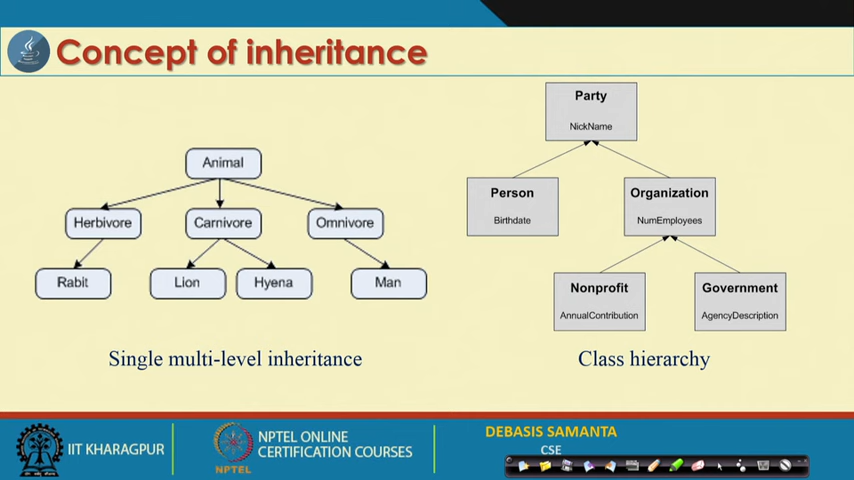 Concept of inheritance
Animal
Herbivore Carnivore Omnivore
Rabit Lion Hyena Man
Single multi-level inheritance
Party
NickName
Person Organization
Birthdate NumEmployees
Nonprofit Government
AnnualContribution AgencyDescription
Class hierarchy
IIT KHARAGPUR
NPTEL
NPTEL ONLINE
CERTIFICATION COURSES
DEBASIS SAMANTA
CSE